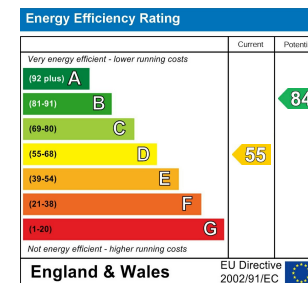 Energy Efficiency Rating
Current
Very energy efficient - lower running costs
(92 plus) A
(81-91) B
84
(69-80) C
(55-68) D
55
(39-54) E
(21-38) F
(1-20) G
Not energy efficient - higher running costs
England & Wales
EU Directive
2002/91/EC